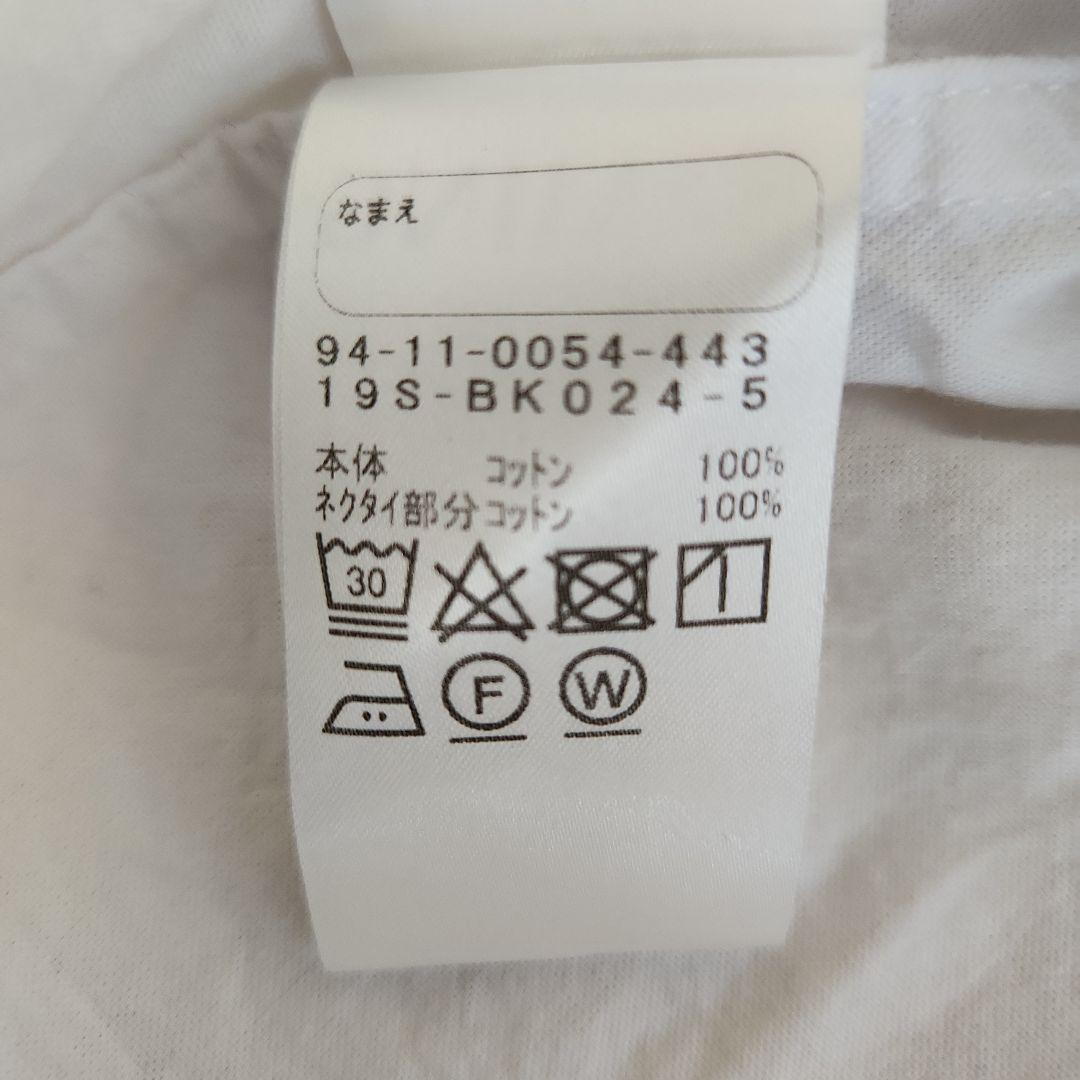 なまえ
94-11-0054-443
19S-BK024-5
本体 コットン 100%
ネクタイ部分 コットン 100%
30
F W